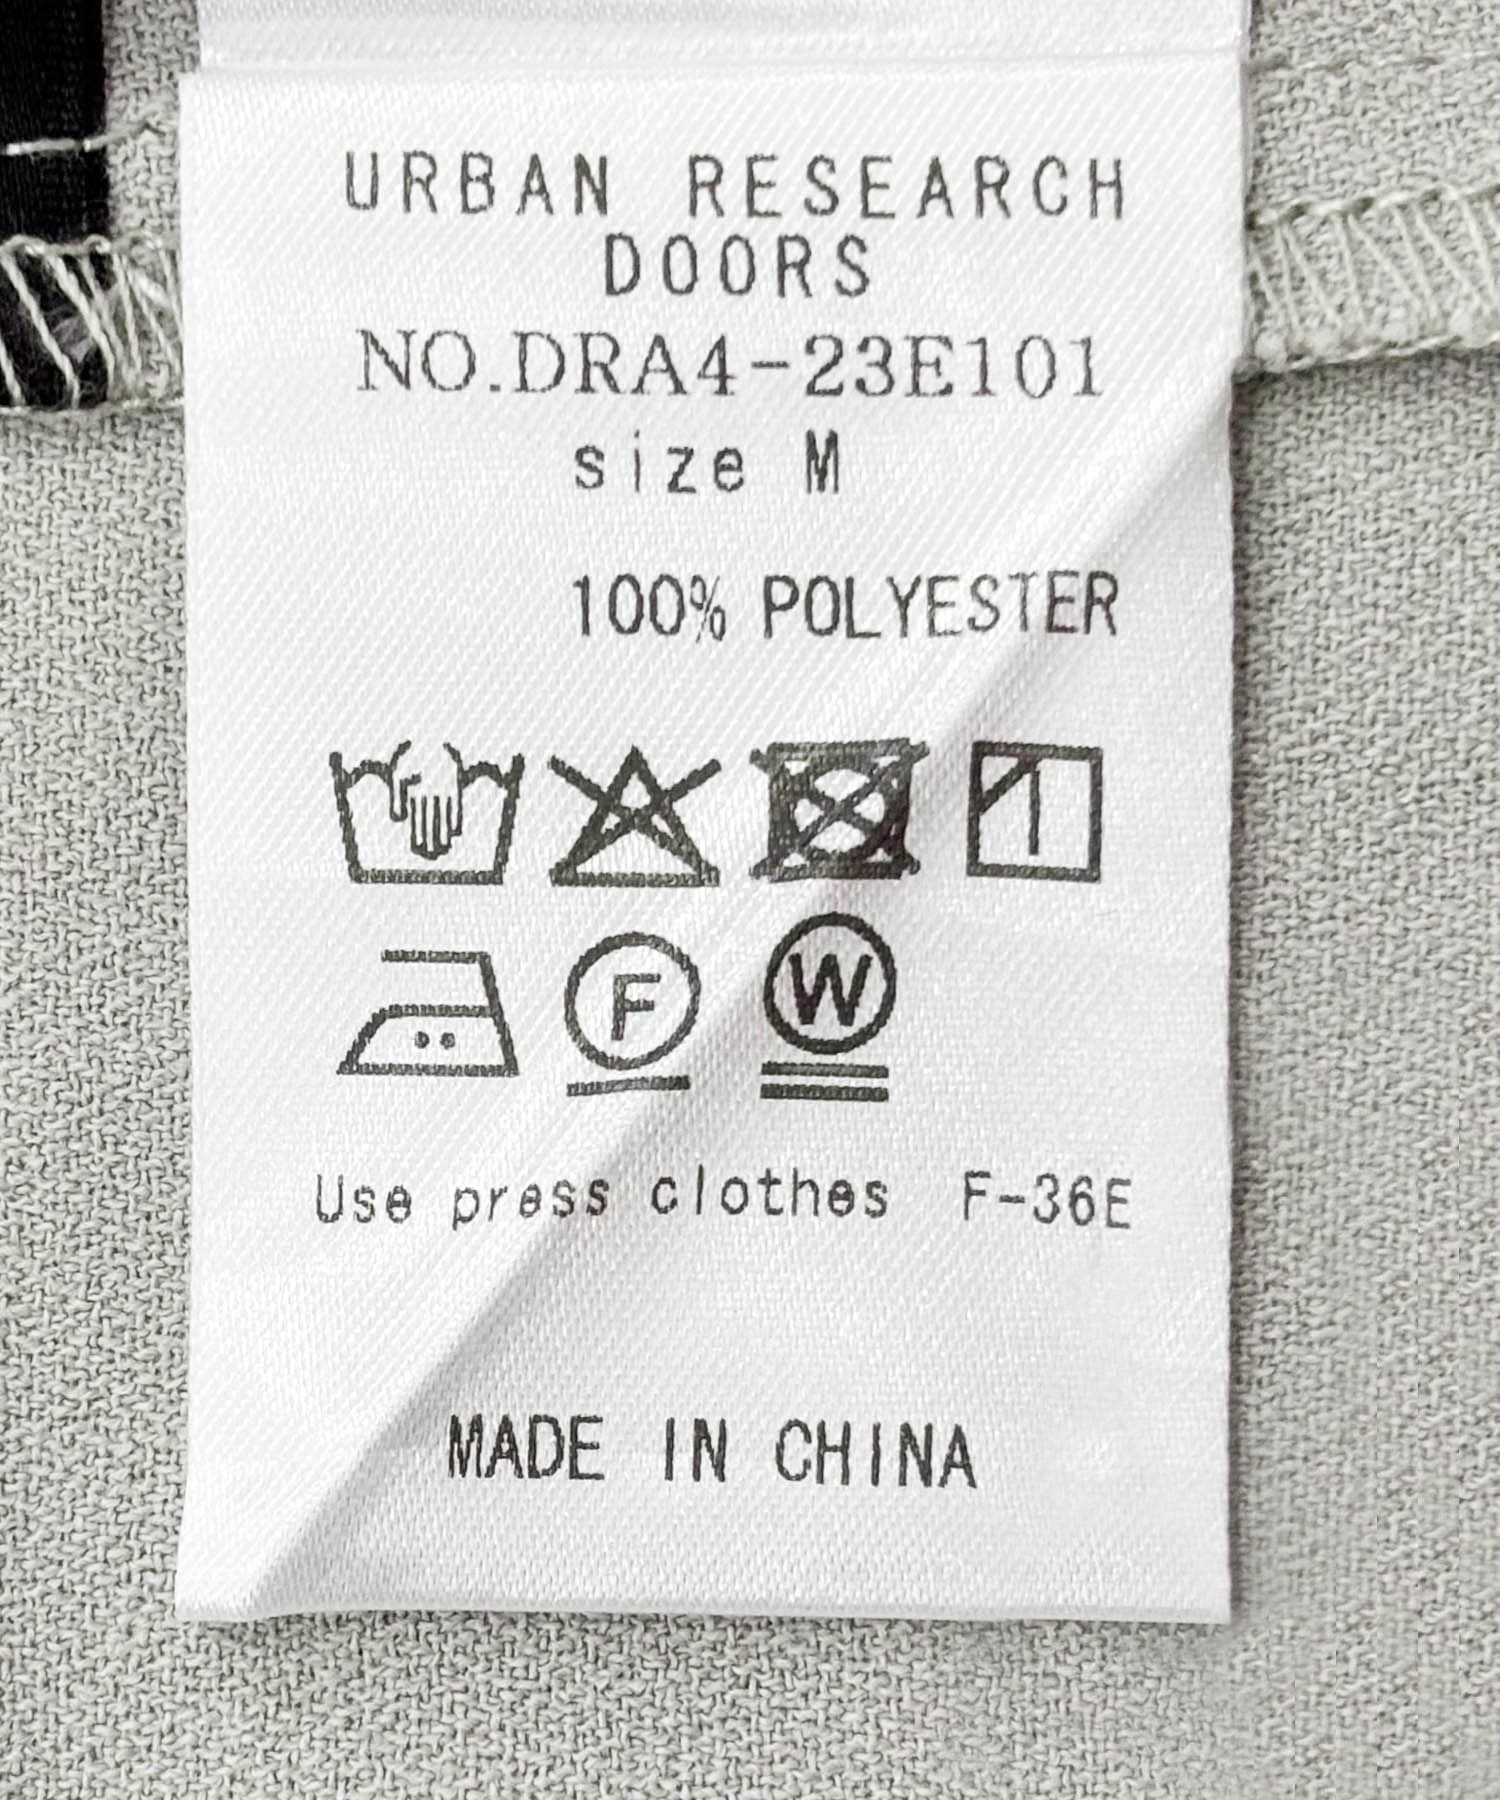 URBAN RESEARCH
DOORS
NO.DRA4-23E101
size M
100% POLYESTER
F W
Use press clothes F-36E
MADE IN CHINA